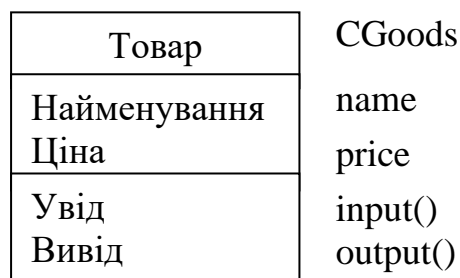 Товар CGoods
Найменування name
Ціна price
Увід input()
Вивід output()